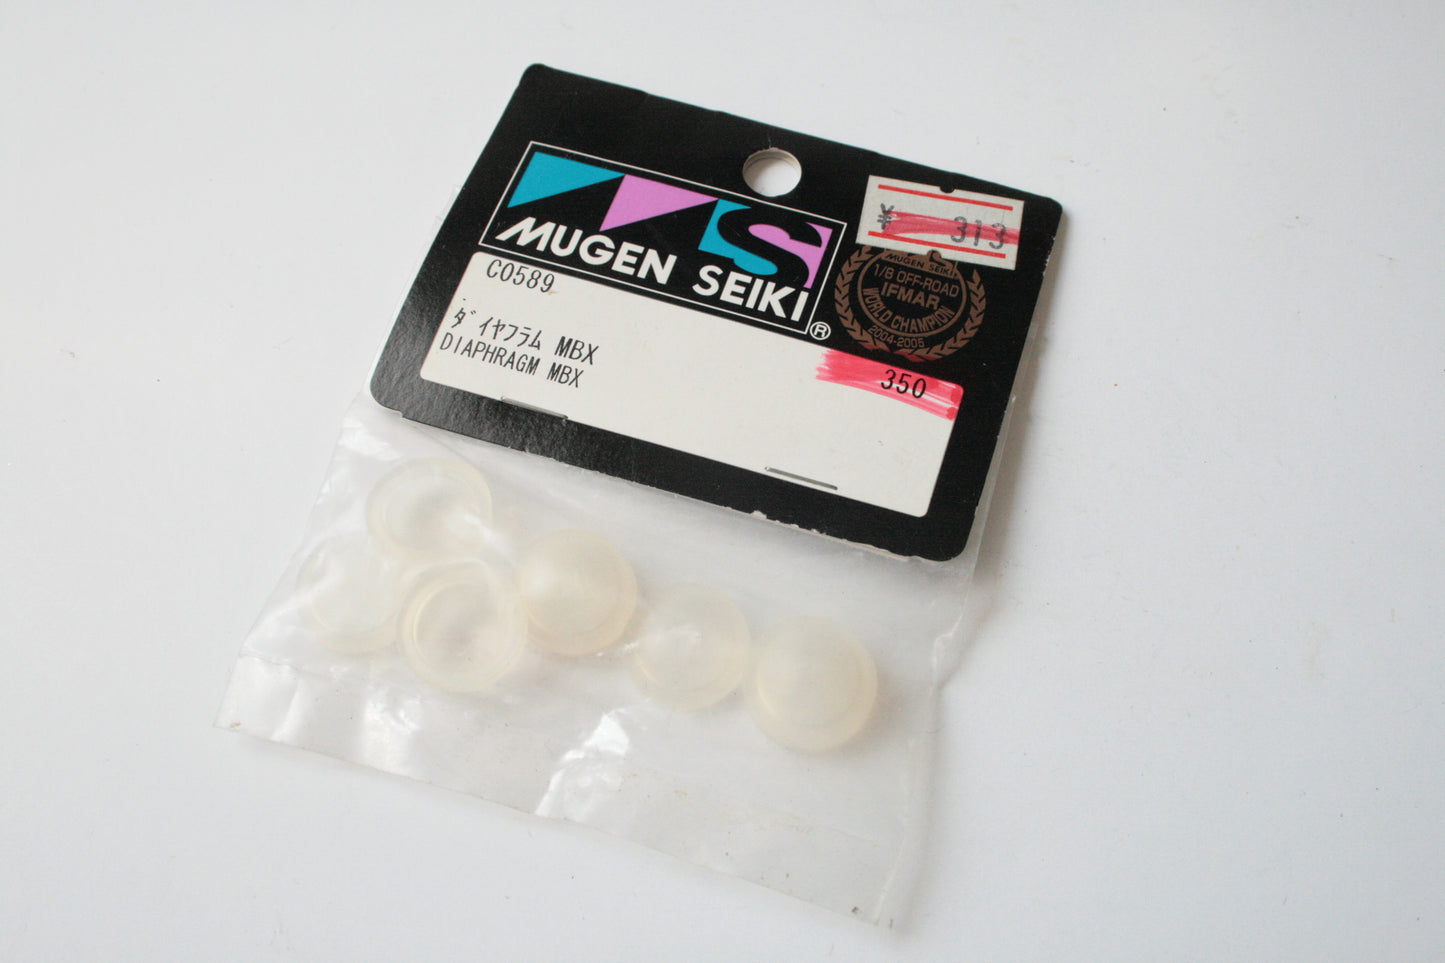 MUGEN SEIKI®
¥ 313
MUGEN SEIKI
1/8 OFF-ROAD
IFMAR
WORLD CHAMPION
2004-2005
C0589
ダイヤフラム MBX
DIAPHRAGM MBX
350